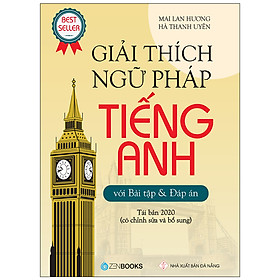 BEST
SELLER
MAI LAN HƯƠNG
HÀ THANH UYÊN
GIẢI THÍCH
NGỮ PHÁP
TIẾNG
ANH
với Bài tập & Đáp án
Tái bản 2020
(có chỉnh sửa và bổ sung)
ZENBOOKS
NHÀ XUẤT BẢN ĐÀ NẴNG